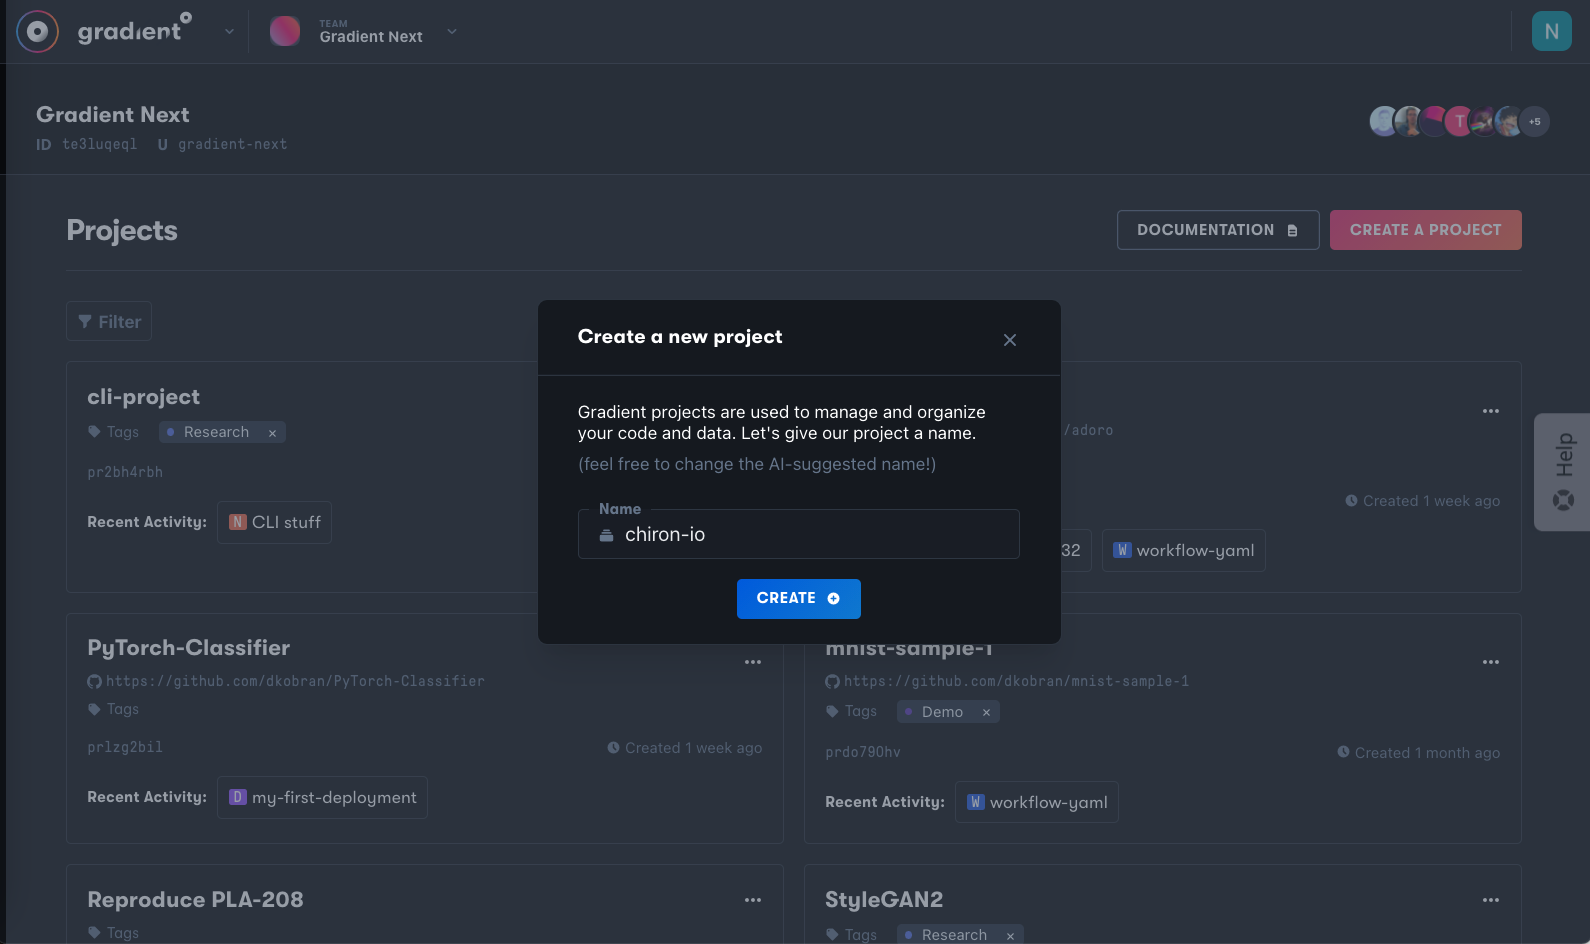 gradient
TEAM
Gradient Next
N
Gradient Next
ID te3luqeql U gradient-next
T
+5
Projects
DOCUMENTATION
CREATE A PROJECT
Filter
Create a new project
Gradient projects are used to manage and organize
your code and data. Let's give our project a name.
(feel free to change the AI-suggested name!)
Name
chiron-io
CREATE
cli-project
Tags Research ×
pr2bh4rbh
Recent Activity: N CLI stuff
/adoro
Created 1 week ago
32 W workflow-yaml
Help
PyTorch-Classifier
https://github.com/dkobran/PyTorch-Classifier
Tags
prlzg2bil Created 1 week ago
Recent Activity: D my-first-deployment
mnist-sample-1
https://github.com/dkobran/mnist-sample-1
Tags Demo ×
prdo790hv Created 1 month ago
Recent Activity: W workflow-yaml
Reproduce PLA-208
Tags
StyleGAN2
Tags Research ×